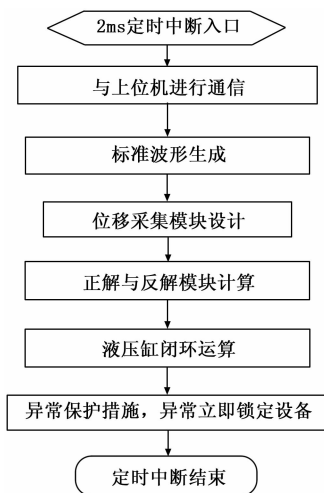 2ms定时中断入口
与上位机进行通信
标准波形生成
位移采集模块设计
正解与反解模块计算
液压缸闭环运算
异常保护措施，异常立即锁定设备
定时中断结束